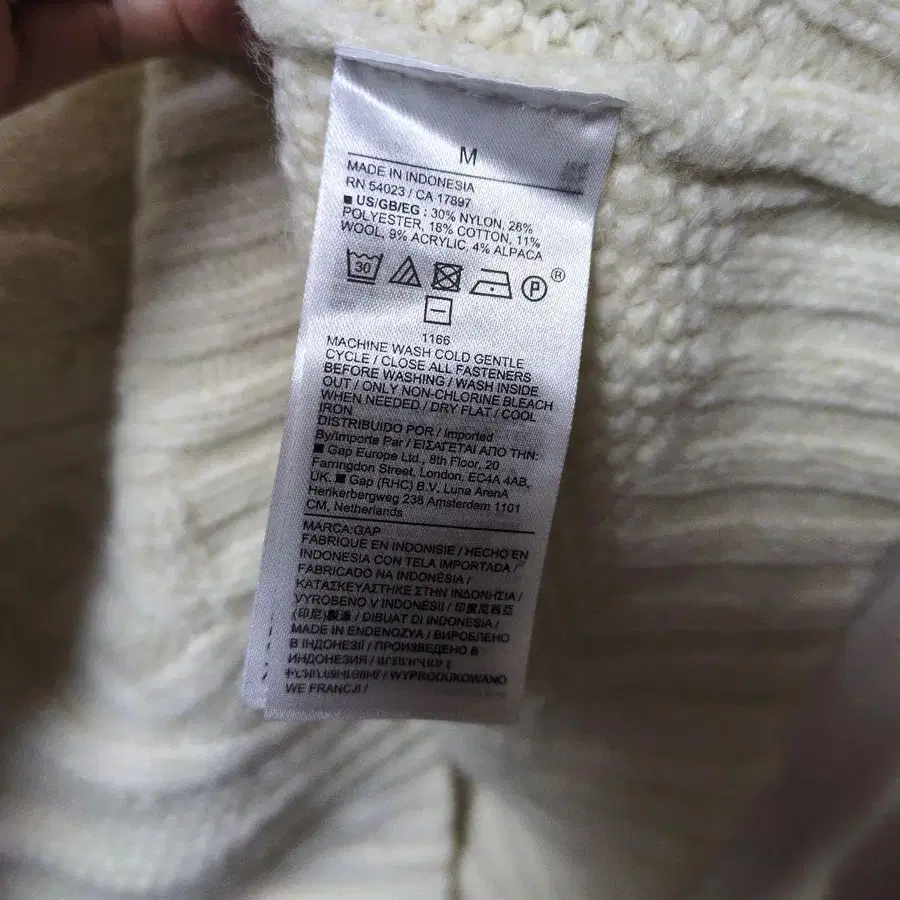 M
MADE IN INDONESIA
RN 54023 / CA 17897
■ US/GB/EG : 30% NYLON, 28%
POLYESTER, 18% COTTON, 11%
WOOL, 9% ACRYLIC, 4% ALPACA
30 P ®
1166
MACHINE WASH COLD GENTLE
CYCLE / CLOSE ALL FASTENERS
BEFORE WASHING / WASH INSIDE
OUT / ONLY NON-CHLORINE BLEACH
WHEN NEEDED / DRY FLAT / COOL
IRON
DISTRIBUIDO POR / Imported
By/Importe Par / ΕΙΣΑΓΕΤΑΙ ΑΠΟ ΤΗΝ:
■ Gap Europe Ltd., 8th Floor, 20
Farringdon Street, London, EC4A 4AB,
UK. ■ Gap (RHC) B.V. Luna ArenA
Henkerbergweg 238 Amsterdam 1101
CM, Netherlands
MARCA:GAP
FABRIQUE EN INDONISIE / HECHO EN
INDONESIA CON TELA IMPORTADA /
FABRICADO NA INDONÉSIA /
ΚΑΤΑΣΚΕΥΑΣΤΗΚΕ ΣΤΗΝ ΙΝΔΟΝΗΣΙΑ /
VYROBENO V INDONÉSII / 印度尼西亞
(印尼)製造 / DIBUAT DI INDONESIA /
MADE IN ENDENOZYA / ВИРОБЛЕНО
В ІНДОНЕЗІЇ / ПРОИЗВЕДЕНО В
ИНДОНЕЗИЯ /
/ WYPRODUKOWANO
WE FRANCJI /